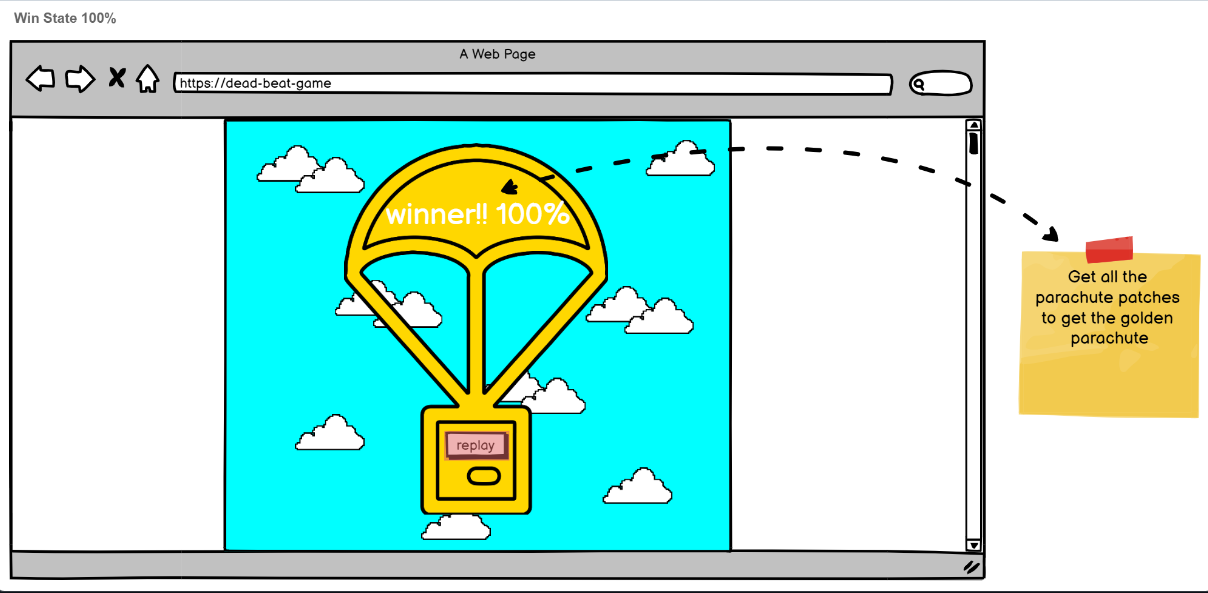 Win State 100%
A Web Page
https://dead-beat-game
winner!! 100%
Get all the
parachute patches
to get the golden
parachute
replay